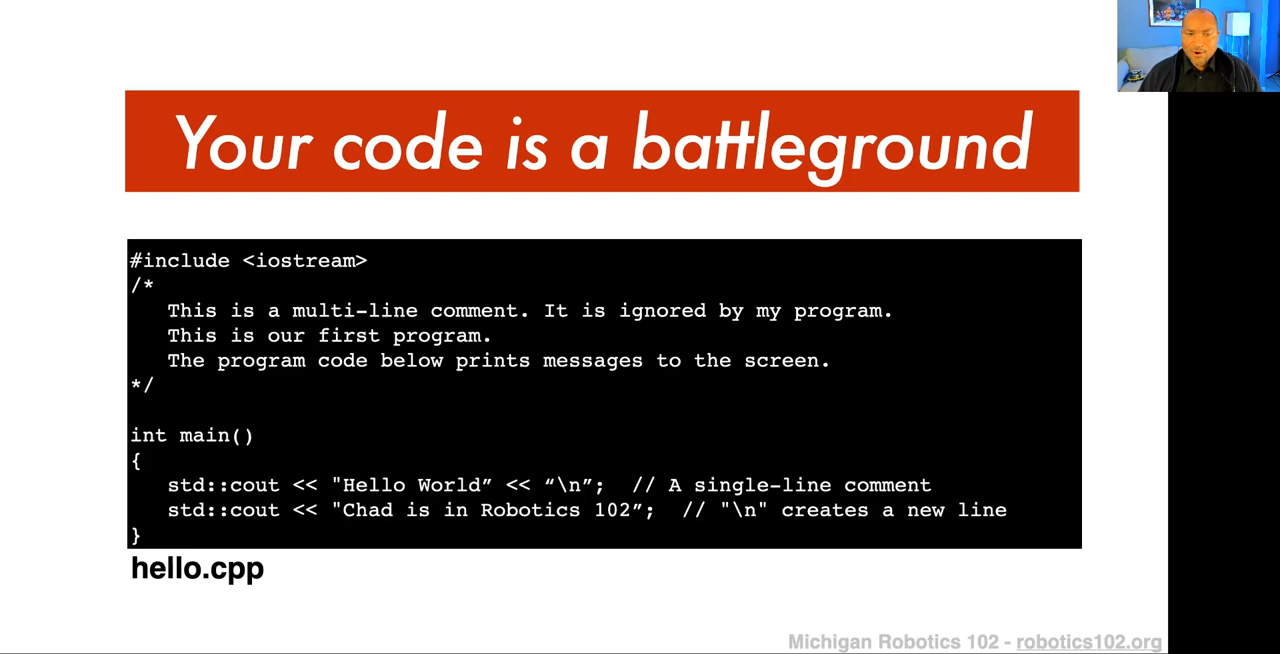 Your code is a battleground
#include <iostream>
/*
   This is a multi-line comment. It is ignored by my program.
   This is our first program.
   The program code below prints messages to the screen.
*/
int main()
{
   std::cout << "Hello World” << “\n”;  // A single-line comment
   std::cout << "Chad is in Robotics 102”;  // "\n" creates a new line
}
hello.cpp
Michigan Robotics 102 - robotics102.org